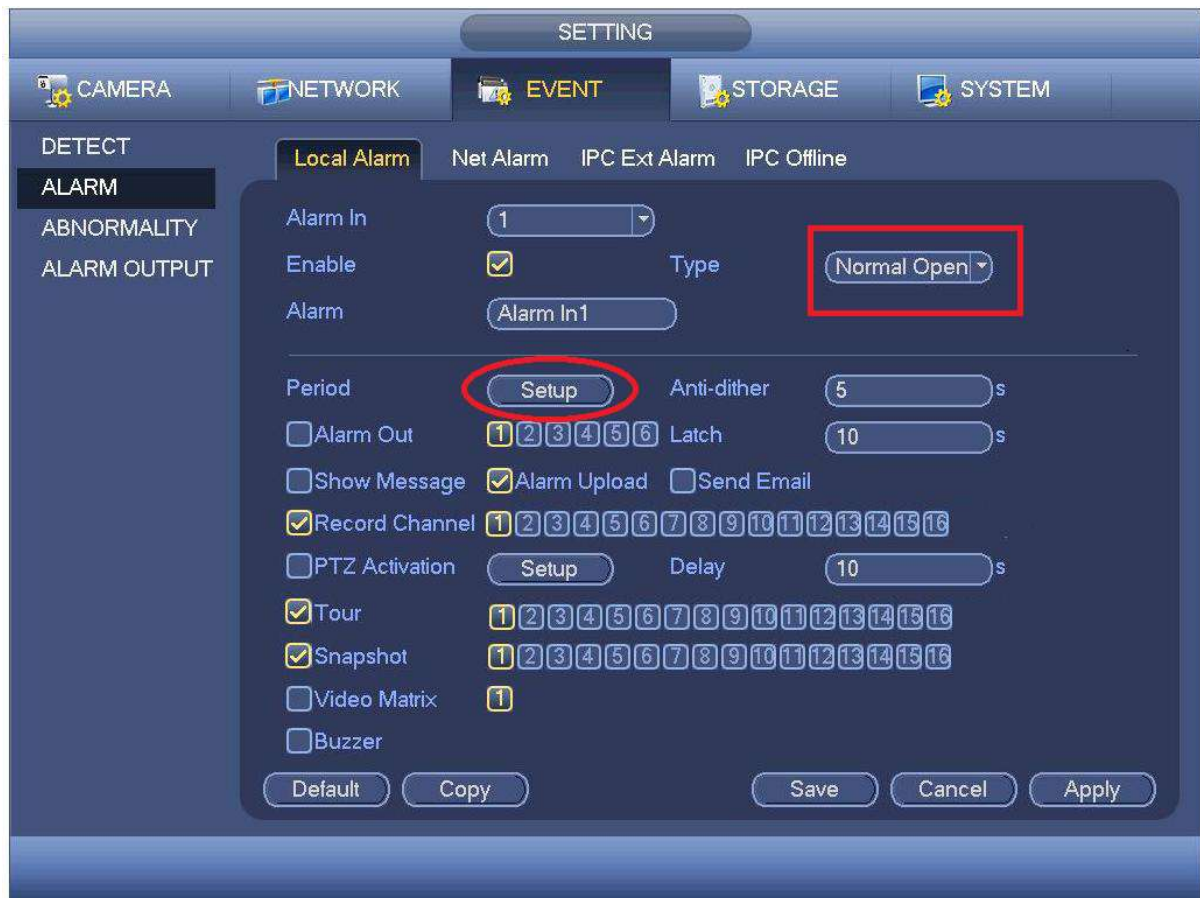 SETTING
CAMERA NETWORK EVENT STORAGE SYSTEM
DETECT
ALARM
ABNORMALITY
ALARM OUTPUT
Local Alarm Net Alarm IPC Ext Alarm IPC Offline
Alarm In 1
Enable Type Normal Open
Alarm Alarm In1
Period Setup Anti-dither 5 s
Alarm Out 1 2 3 4 5 6 Latch 10 s
Show Message Alarm Upload Send Email
Record Channel 1 2 3 4 5 6 7 8 9 10 11 12 13 14 15 16
PTZ Activation Setup Delay 10 s
Tour 1 2 3 4 5 6 7 8 9 10 11 12 13 14 15 16
Snapshot 1 2 3 4 5 6 7 8 9 10 11 12 13 14 15 16
Video Matrix 1
Buzzer
Default Copy Save Cancel Apply